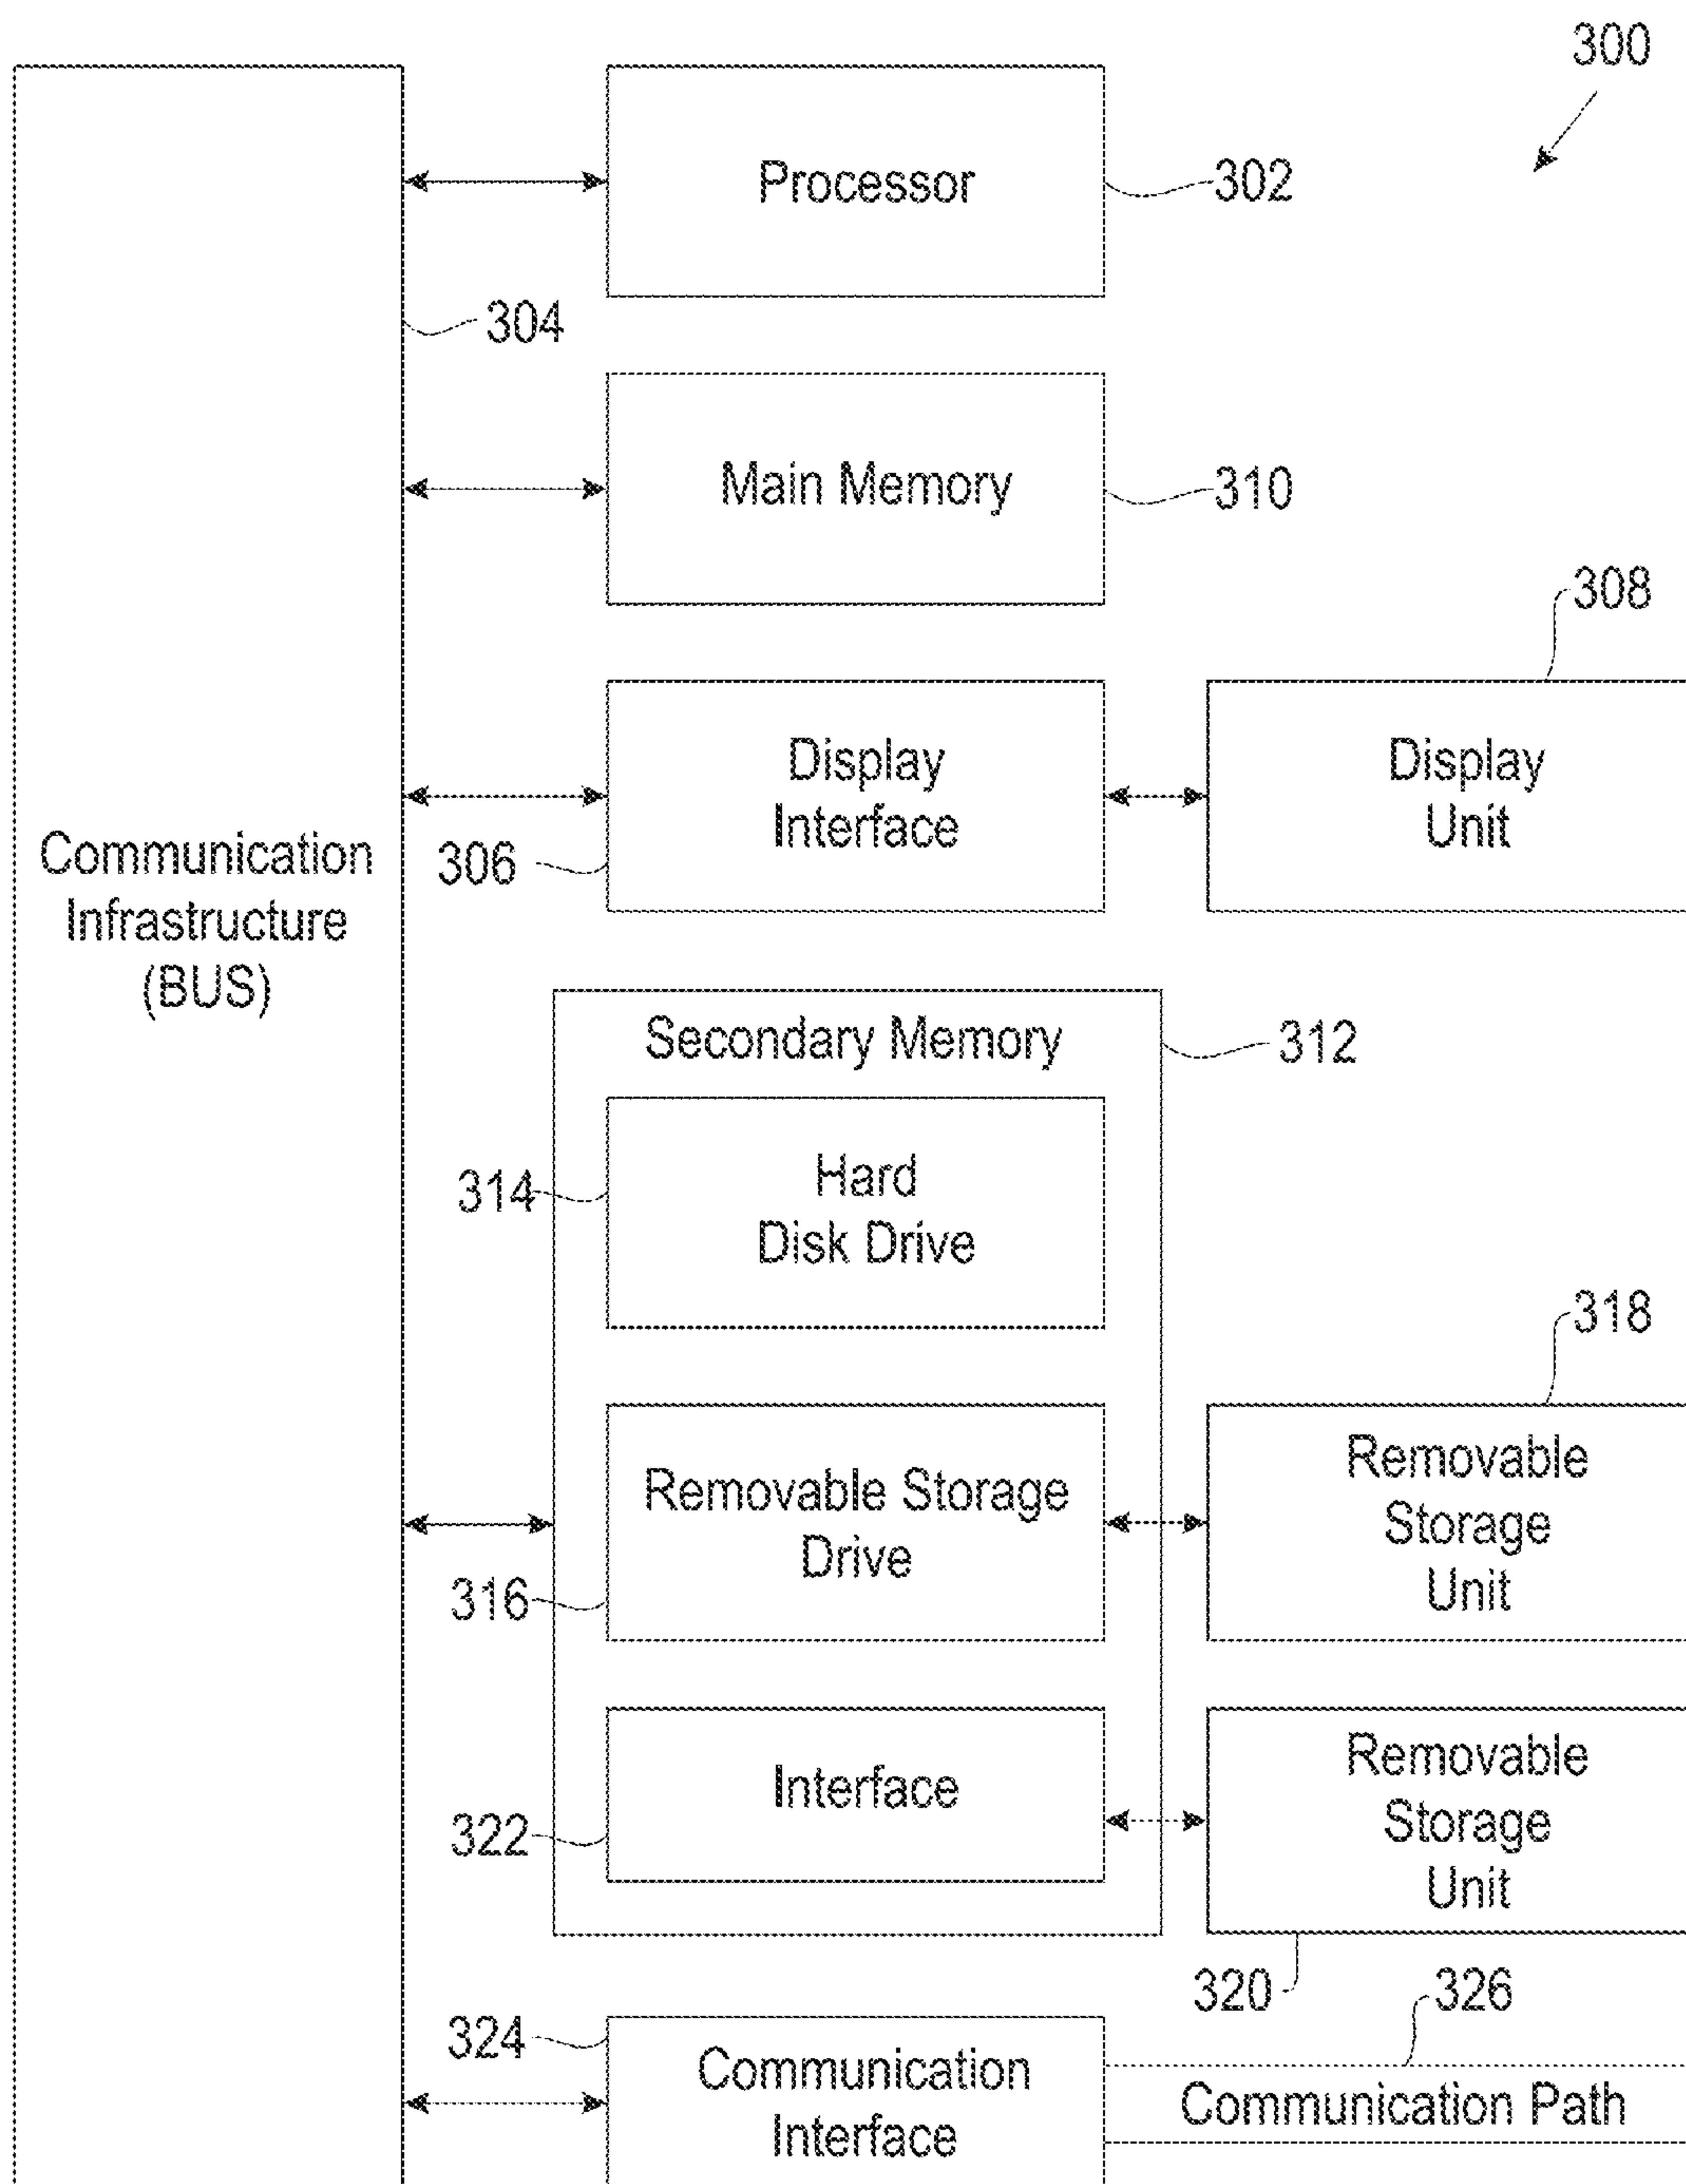 300
Processor
302
304
Main Memory
310
308
Display
Interface
Display
Unit
306
Communication
Infrastructure
(BUS)
Secondary Memory
312
314
Hard
Disk Drive
318
Removable Storage
Drive
316
Removable
Storage
Unit
Interface
322
Removable
Storage
Unit
320
326
324
Communication
Interface
Communication Path